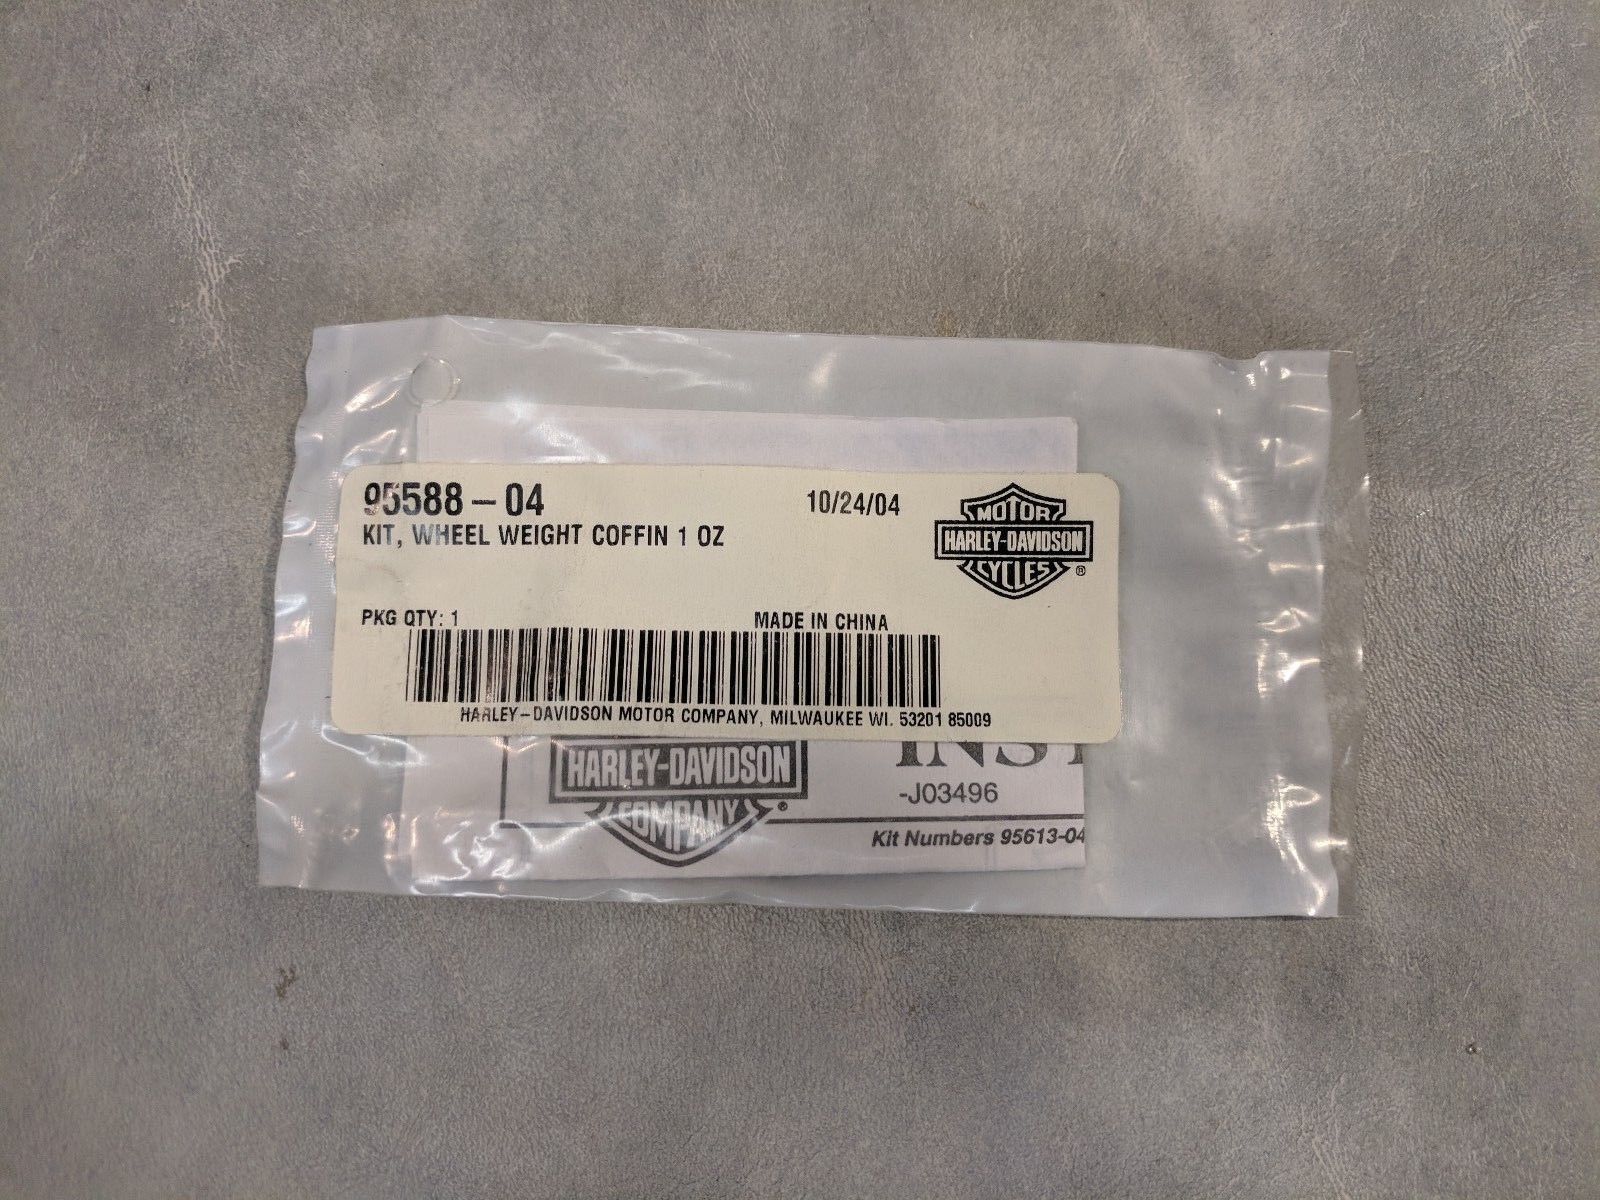 95588-04
10/24/04
KIT, WHEEL WEIGHT COFFIN 1 OZ
MOTOR
HARLEY-DAVIDSON
CYCLES
®
PKG QTY: 1
MADE IN CHINA
HARLEY-DAVIDSON MOTOR COMPANY, MILWAUKEE WI. 53201 85009
HARLEY-DAVIDSON
COMPANY
®
INST
-J03496
Kit Numbers 95613-04